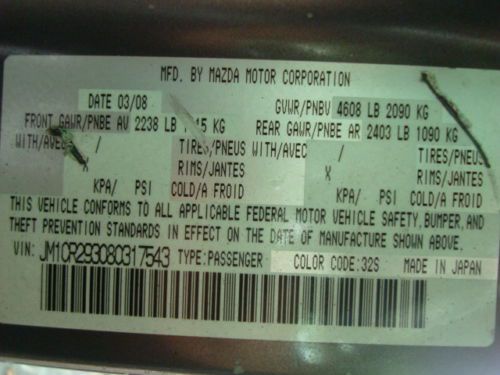 MFD. BY MAZDA MOTOR CORPORATION
DATE 03/08 GVWR/PNBV 4608 LB 2090 KG
FRONT GAWR/PNBE AV 2238 LB KG REAR GAWR/PNBE AR 2403 LB 1090 KG
WITH/AVEC / TIRES/PNEUS WITH/AVEC / TIRES/PNEUS
RIMS/JANTES X RIMS/JANTES
KPA/ PSI COLD/A FROID KPA/ PSI COLD/A FROID
THIS VEHICLE CONFORMS TO ALL APPLICABLE FEDERAL MOTOR VEHICLE SAFETY, BUMPER, AND
THEFT PREVENTION STANDARDS IN EFFECT ON THE DATE OF MANUFACTURE SHOWN ABOVE.
VIN: JM1CR293080317543 TYPE:PASSENGER COLOR CODE:32S MADE IN JAPAN